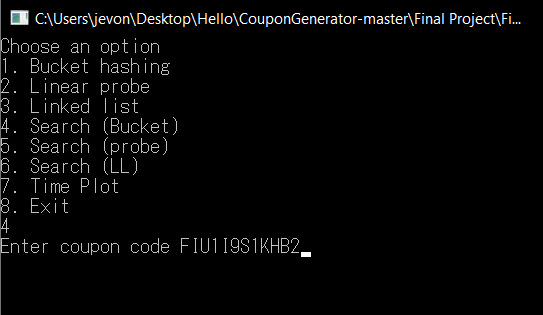 C:\Users\jevon\Desktop\Hello\CouponGenerator-master\Final Project\Fi...
Choose an option
1. Bucket hashing
2. Linear probe
3. Linked list
4. Search (Bucket)
5. Search (probe)
6. Search (LL)
7. Time Plot
8. Exit
4
Enter coupon code FIU1I9S1KHB2